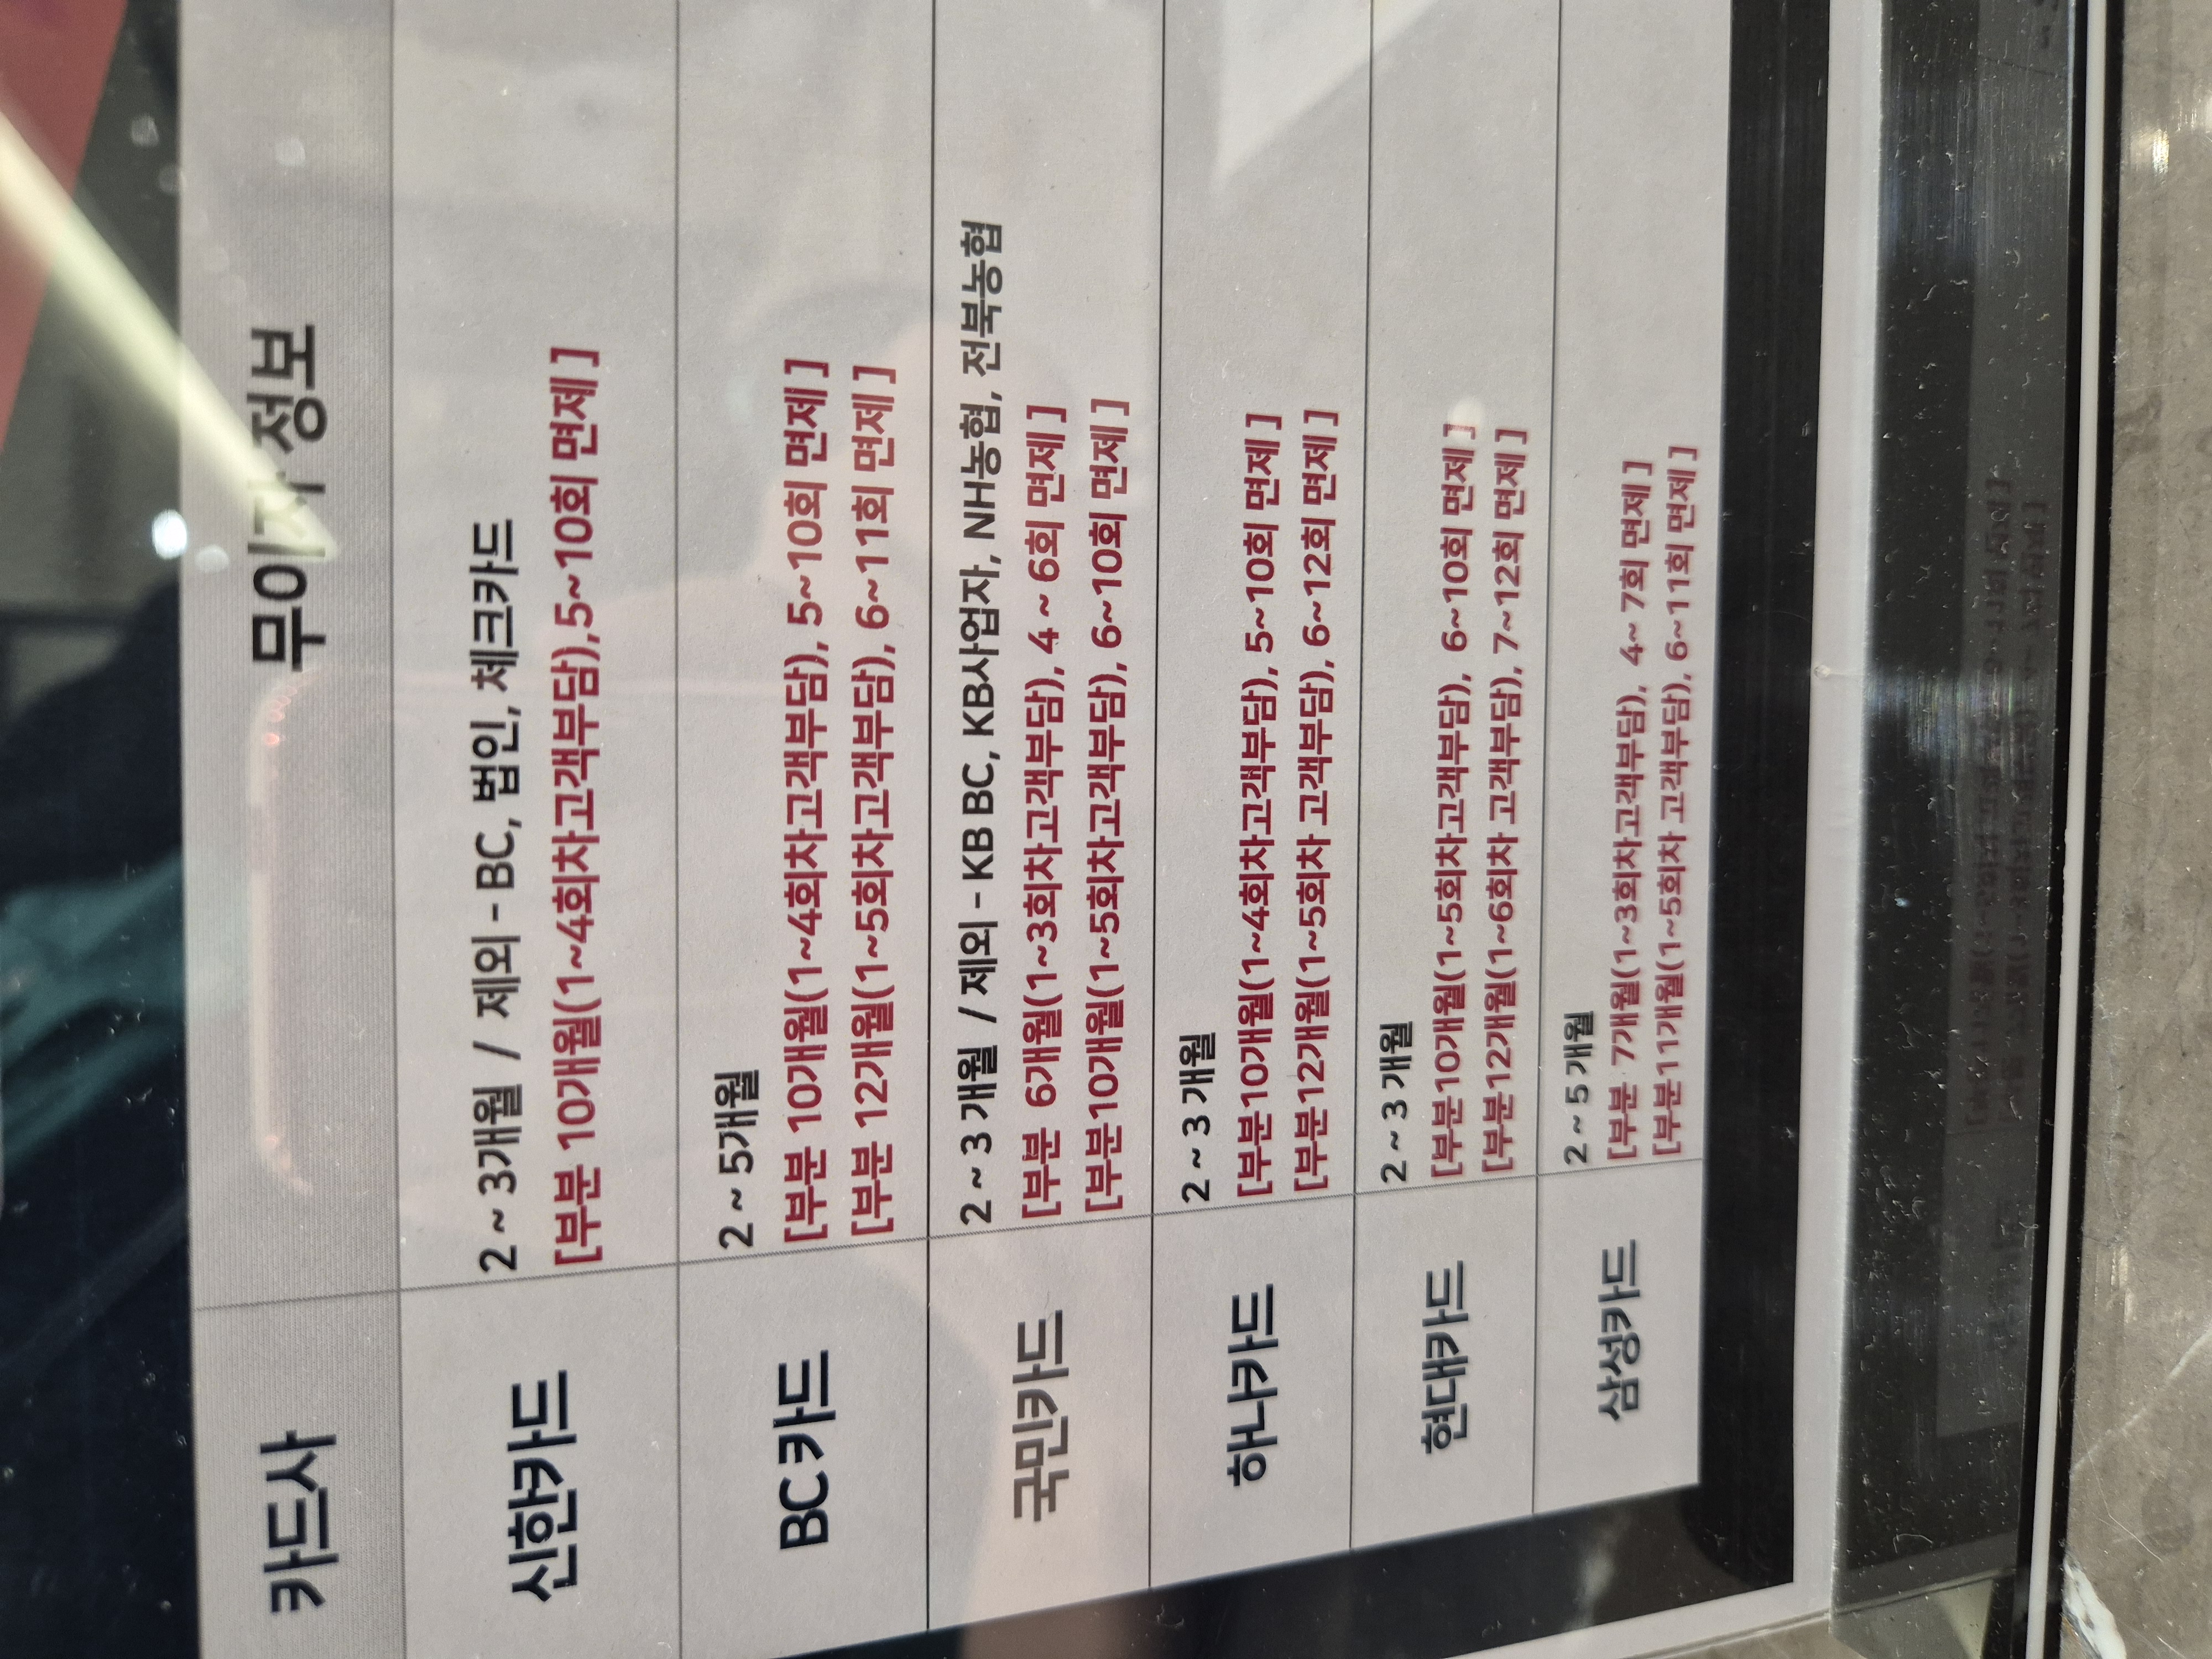 카드사 무이자 정보
신한카드
2 ~ 3개월 / 제외 - BC, 법인, 체크카드
[부분 10개월(1~4회차고객부담),5~10회 면제 ]
BC카드
2 ~ 5개월
[부분 10개월(1~4회차고객부담), 5~10회 면제 ]
[부분 12개월(1~5회차고객부담), 6~11회 면제 ]
국민카드
2 ~ 3 개월 / 제외 - KB BC, KB사업자, NH농협, 전북농협
[부분 6개월(1~3회차고객부담), 4 ~ 6회 면제 ]
[부분10개월(1~5회차고객부담), 6~10회 면제 ]
하나카드
2 ~ 3 개월
[부분10개월(1~4회차고객부담), 5~10회 면제 ]
[부분12개월(1~5회차 고객부담), 6~12회 면제 ]
현대카드
2 ~ 3 개월
[부분10개월(1~5회차고객부담), 6~10회 면제 ]
[부분12개월(1~6회차 고객부담), 7~12회 면제 ]
삼성카드
2 ~ 5 개월
[부분 7개월(1~3회차고객부담), 4~ 7회 면제 ]
[부분11개월(1~5회차 고객부담), 6~11회 면제 ]